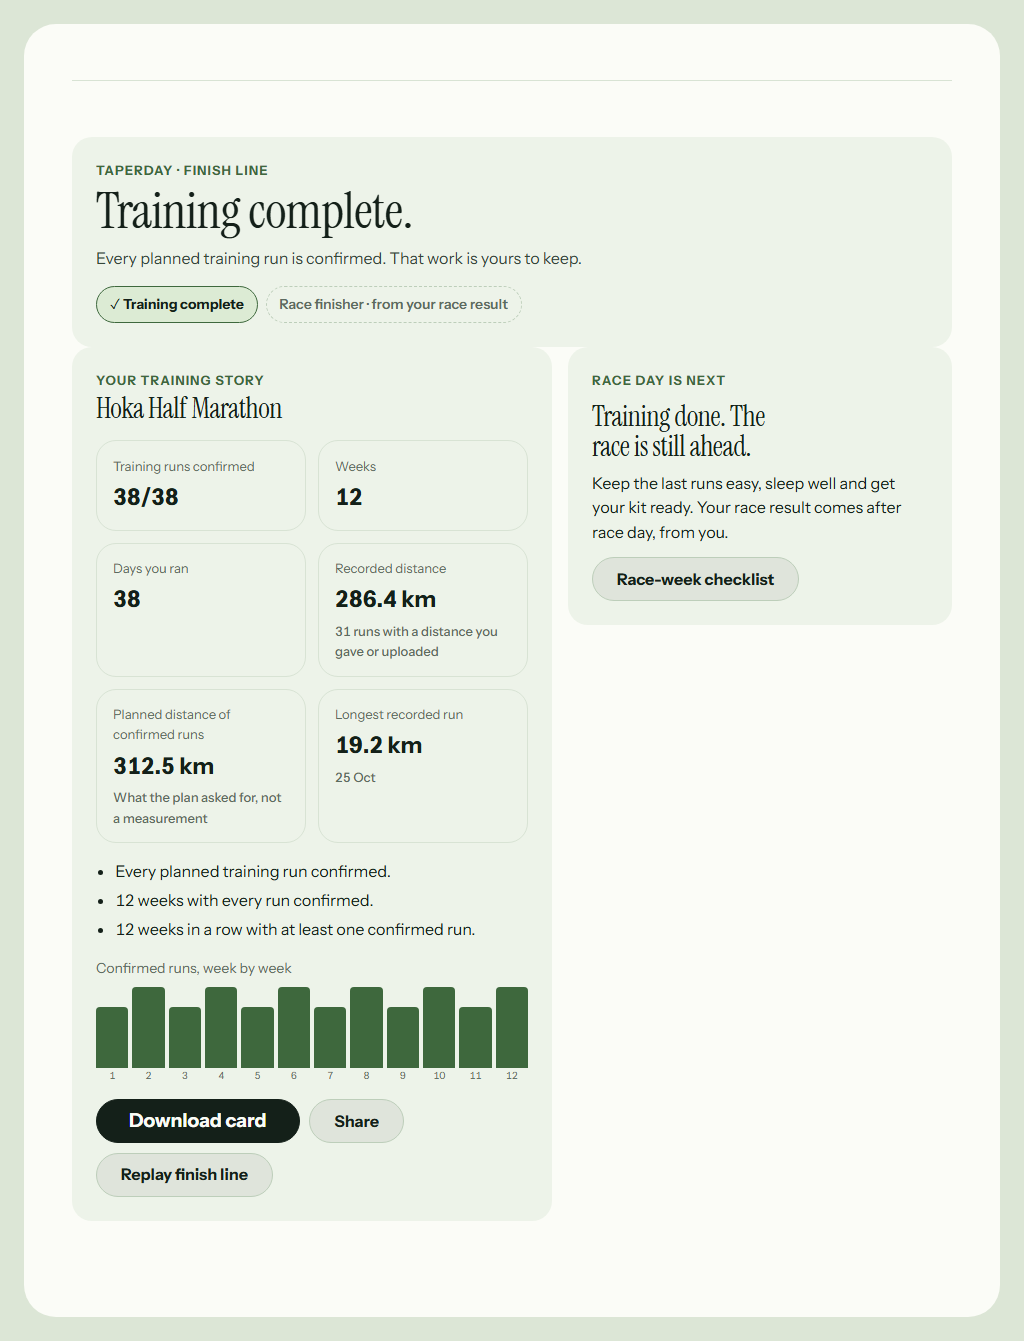 TAPERDAY · FINISH LINE
Training complete.
Every planned training run is confirmed. That work is yours to keep.
✓ Training complete
Race finisher · from your race result
YOUR TRAINING STORY
Hoka Half Marathon
Training runs confirmed
38/38
Weeks
12
Days you ran
38
Recorded distance
286.4 km
31 runs with a distance you
gave or uploaded
Planned distance of
confirmed runs
312.5 km
What the plan asked for, not
a measurement
Longest recorded run
19.2 km
25 Oct
• Every planned training run confirmed.
• 12 weeks with every run confirmed.
• 12 weeks in a row with at least one confirmed run.
Confirmed runs, week by week
1 2 3 4 5 6 7 8 9 10 11 12
Download card
Share
Replay finish line
RACE DAY IS NEXT
Training done. The
race is still ahead.
Keep the last runs easy, sleep well and get
your kit ready. Your race result comes after
race day, from you.
Race-week checklist